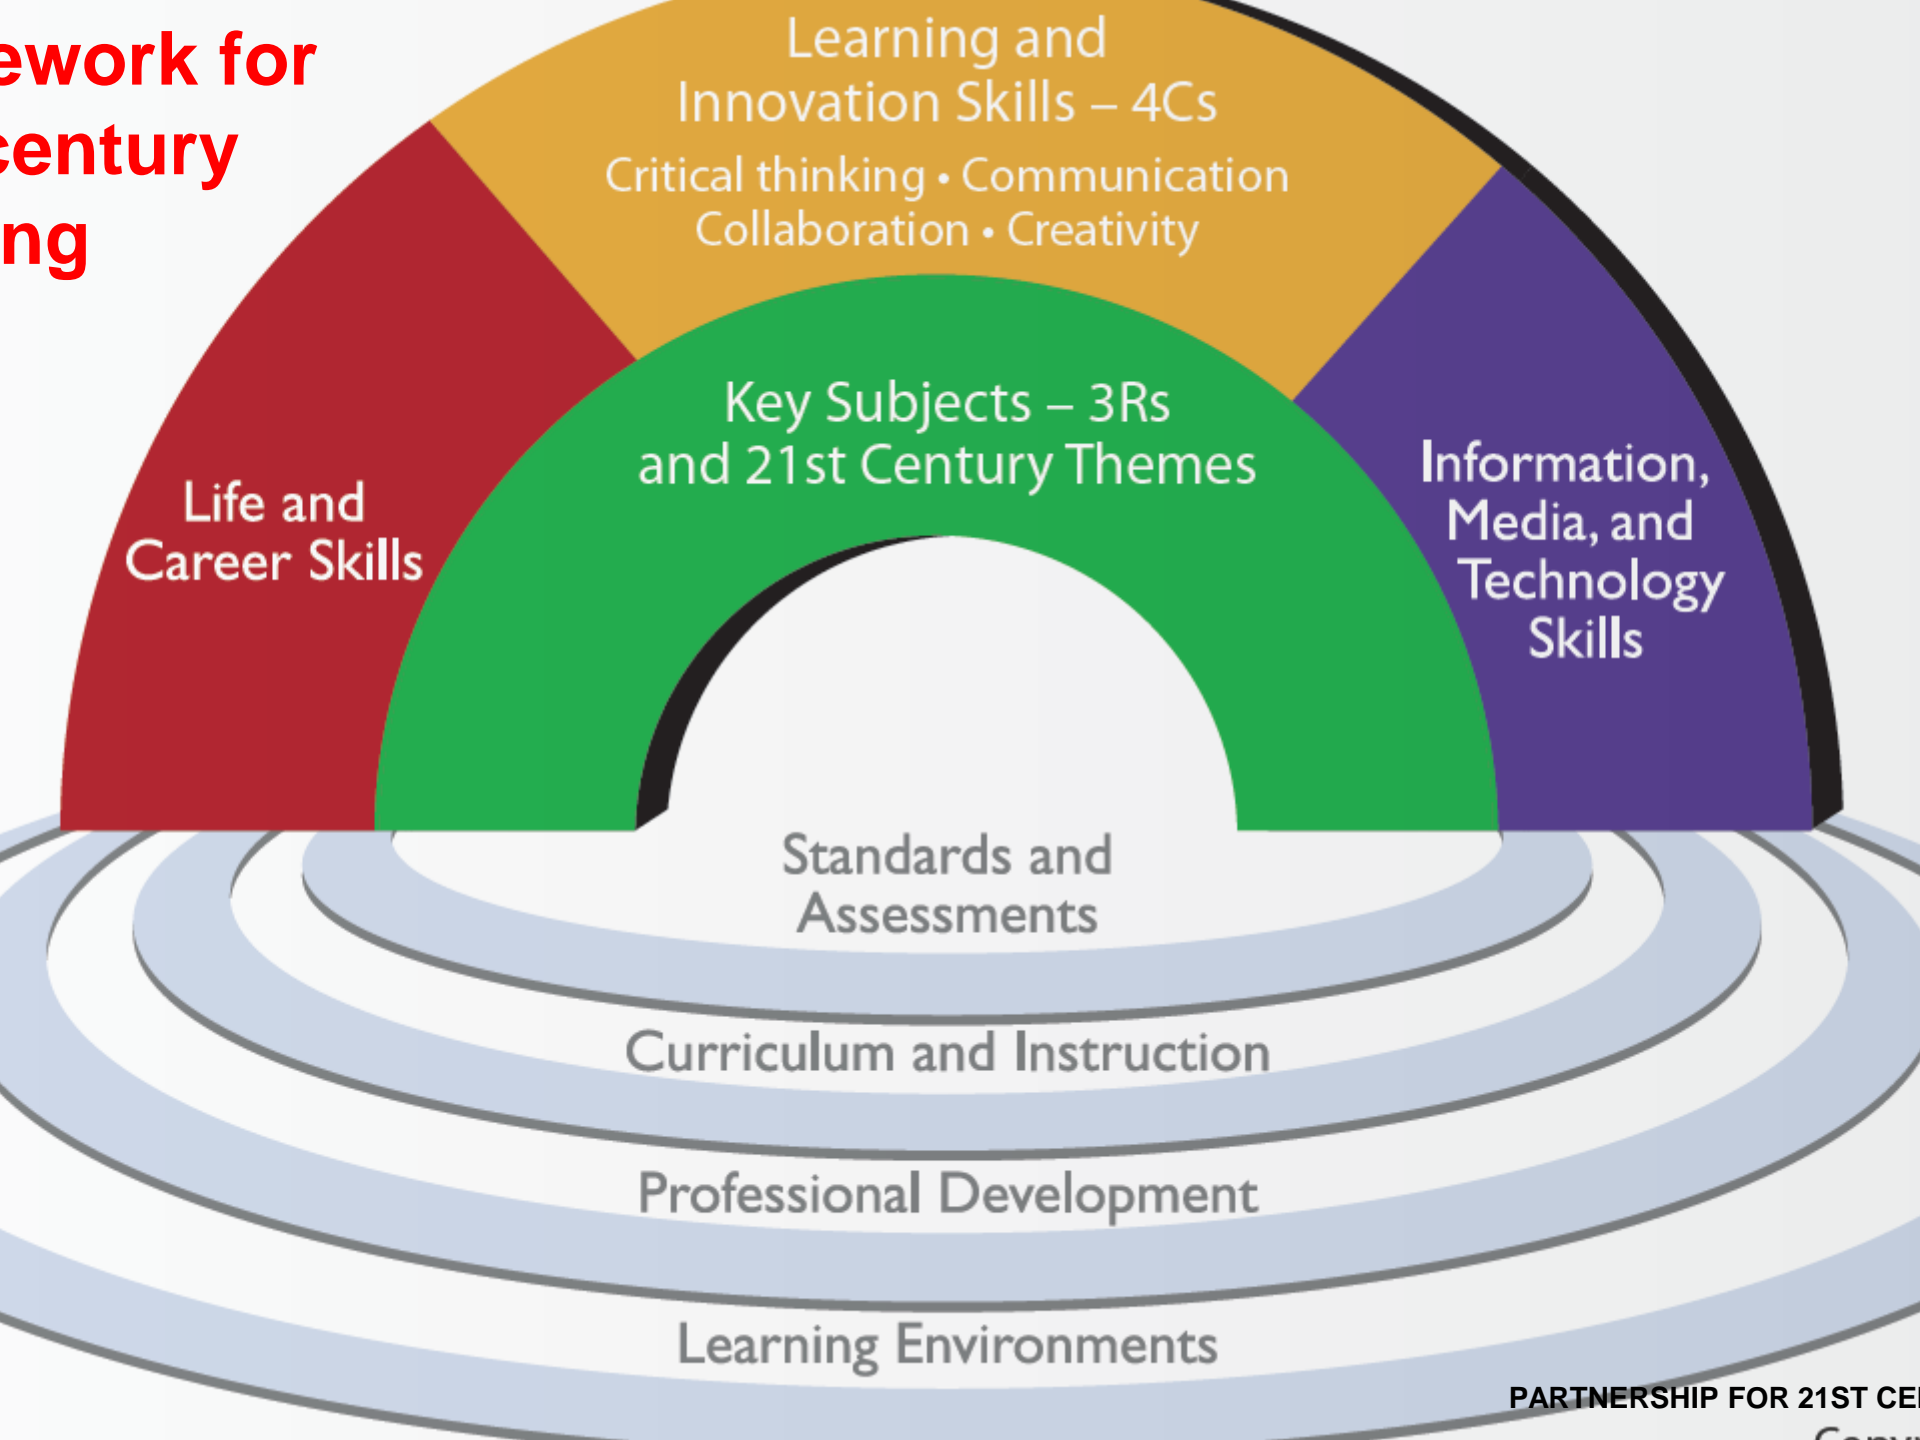 ework for
century
ng
Learning and
Innovation Skills – 4Cs
Critical thinking • Communication
Collaboration • Creativity
Key Subjects – 3Rs
and 21st Century Themes
Life and
Career Skills
Information,
Media, and
Technology
Skills
Standards and
Assessments
Curriculum and Instruction
Professional Development
Learning Environments
PARTNERSHIP FOR 21ST